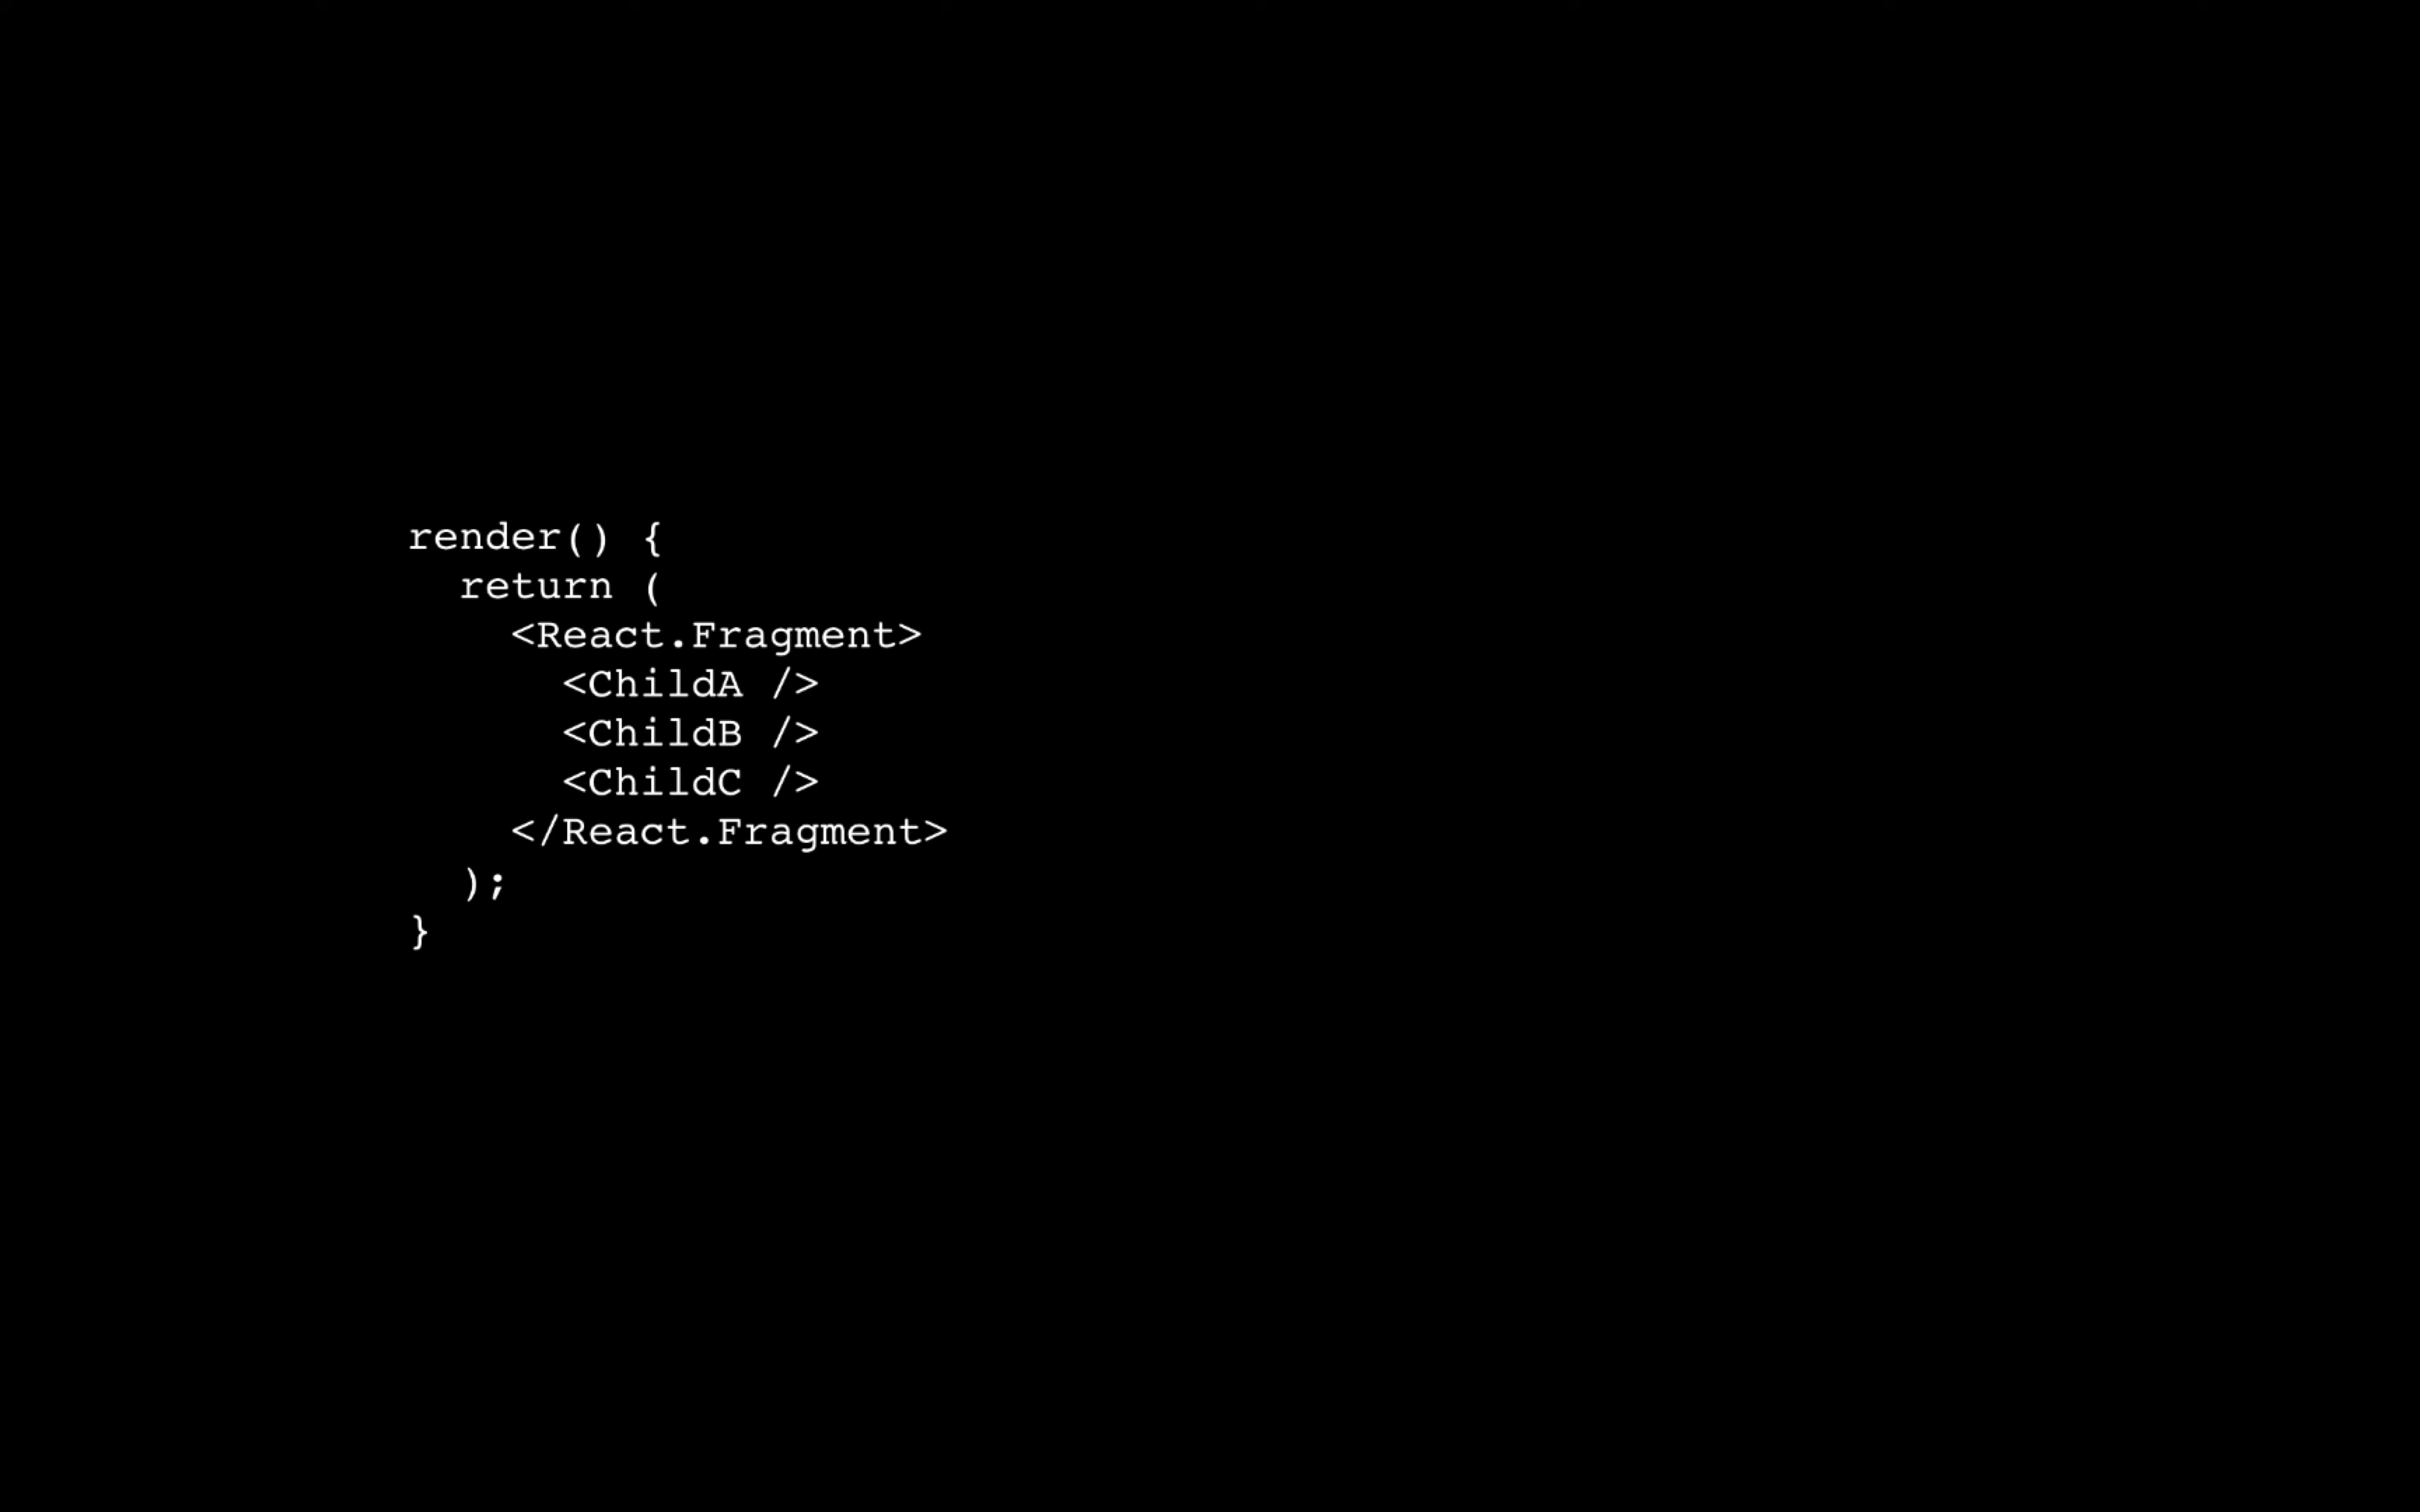 render() {
  return (
    <React.Fragment>
      <ChildA />
      <ChildB />
      <ChildC />
    </React.Fragment>
  );
}